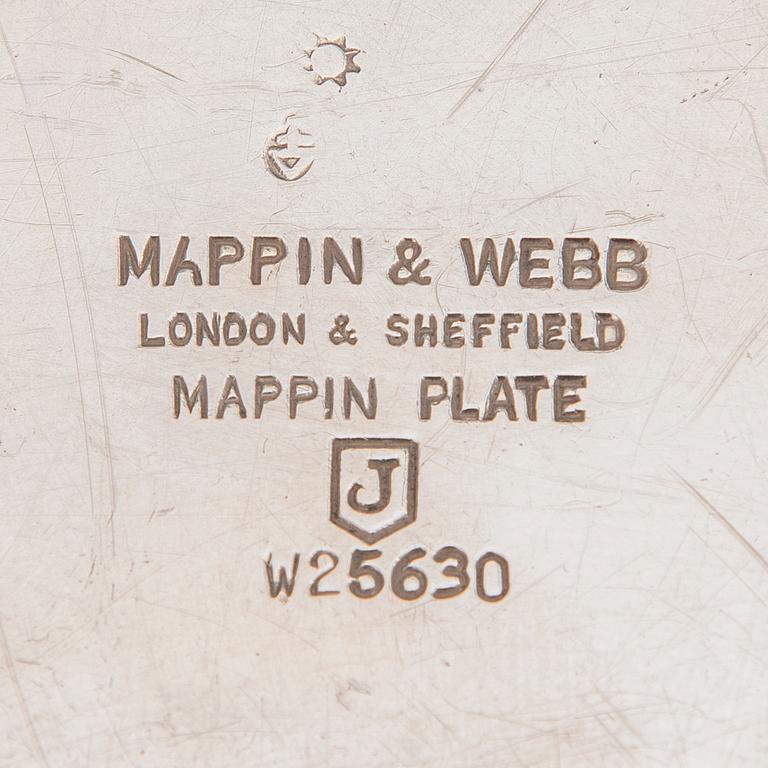 MAPPIN & WEBB
LONDON & SHEFFIELD
MAPPIN PLATE
J
W25630